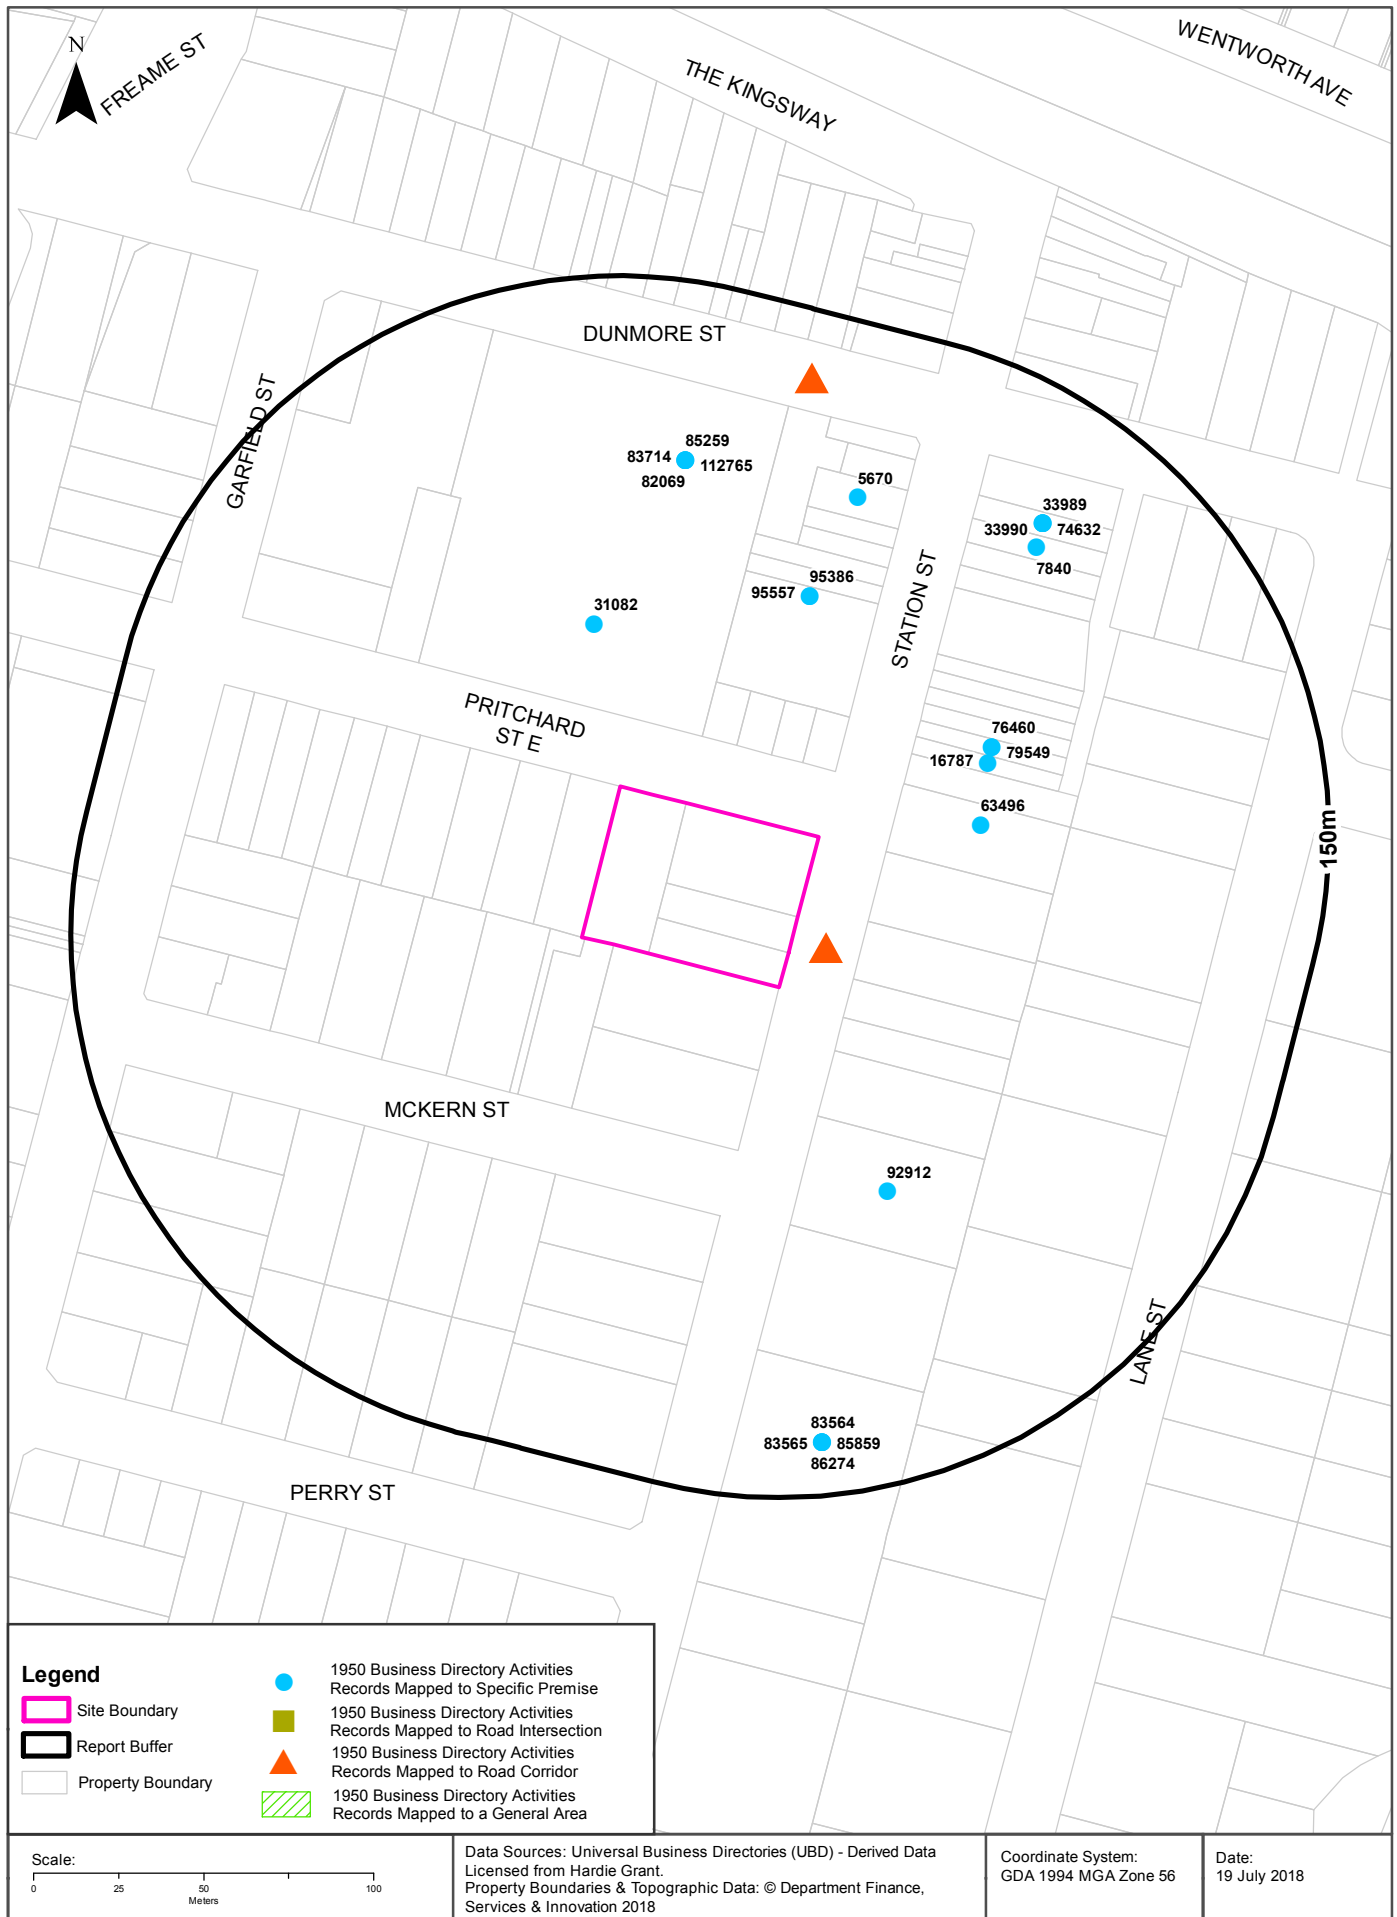 N
FREAME ST
THE KINGSWAY
WENTWORTH AVE
DUNMORE ST
GARFIELD ST
85259
83714
112765
82069
5670
33989
33990
74632
7840
95386
95557
STATION ST
31082
PRITCHARD
ST E
76460
79549
16787
63496
150m
MCKERN ST
92912
LANE ST
83564
83565
85859
86274
PERRY ST
Legend
Site Boundary
Report Buffer
Property Boundary
1950 Business Directory Activities
Records Mapped to Specific Premise
1950 Business Directory Activities
Records Mapped to Road Intersection
1950 Business Directory Activities
Records Mapped to Road Corridor
1950 Business Directory Activities
Records Mapped to a General Area
Scale:
0 25 50 100
Meters
Data Sources: Universal Business Directories (UBD) - Derived Data
Licensed from Hardie Grant.
Property Boundaries & Topographic Data: © Department Finance,
Services & Innovation 2018
Coordinate System:
GDA 1994 MGA Zone 56
Date:
19 July 2018